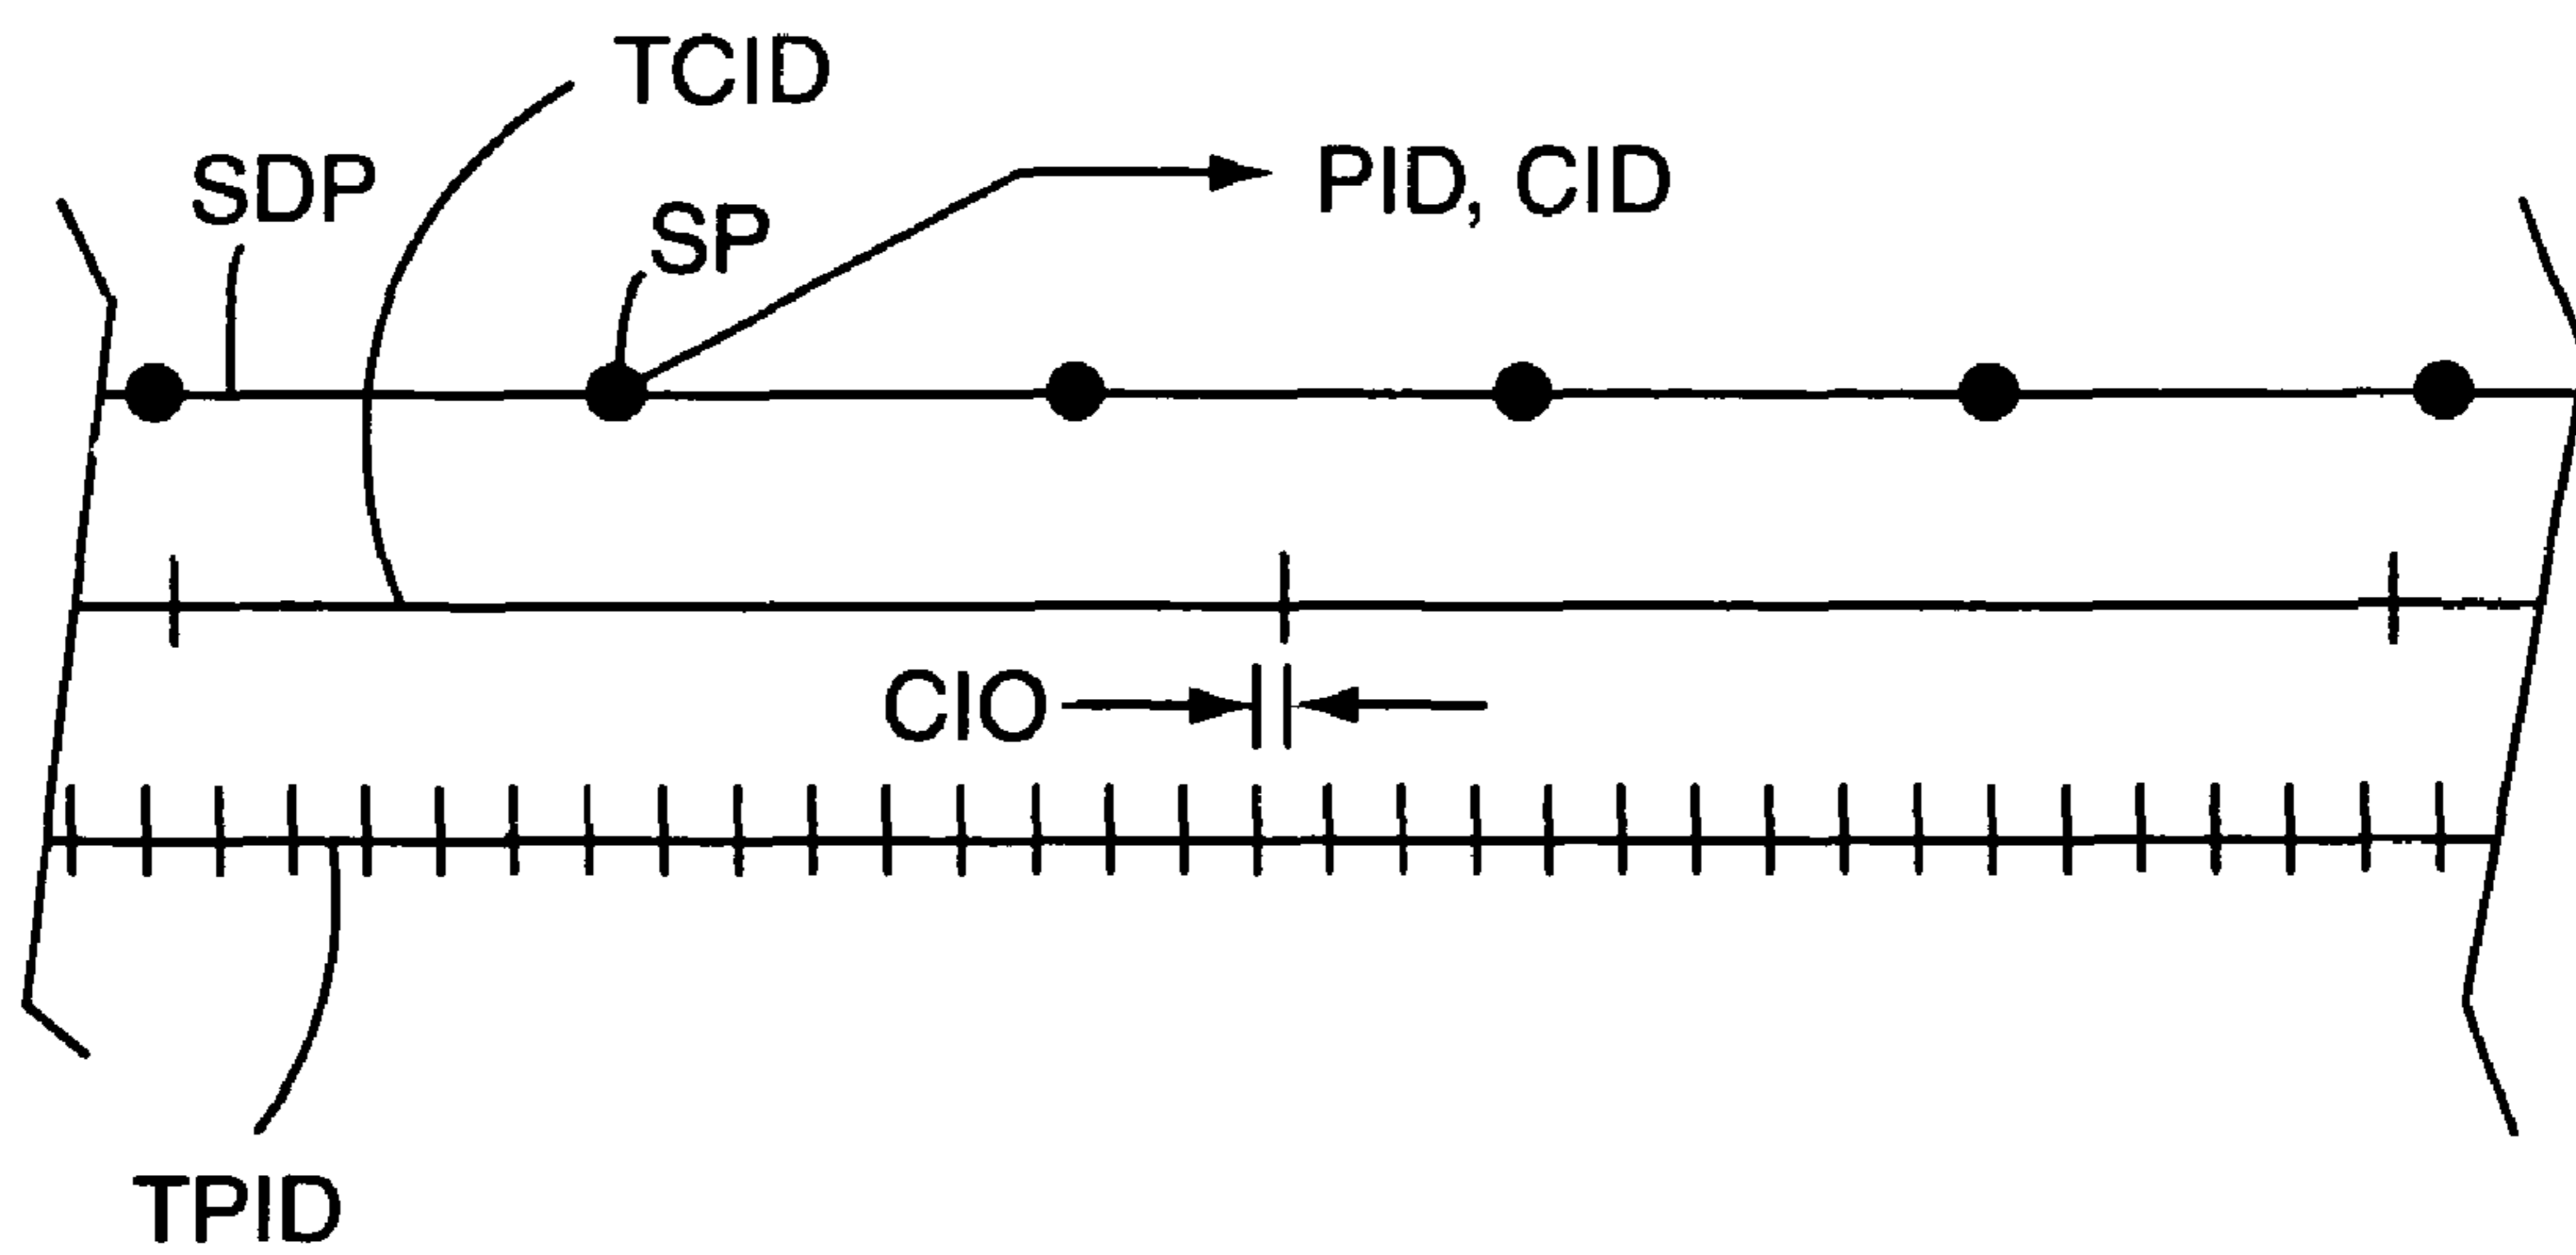 TCID
SDP
SP
PID, CID
CIO
TPID